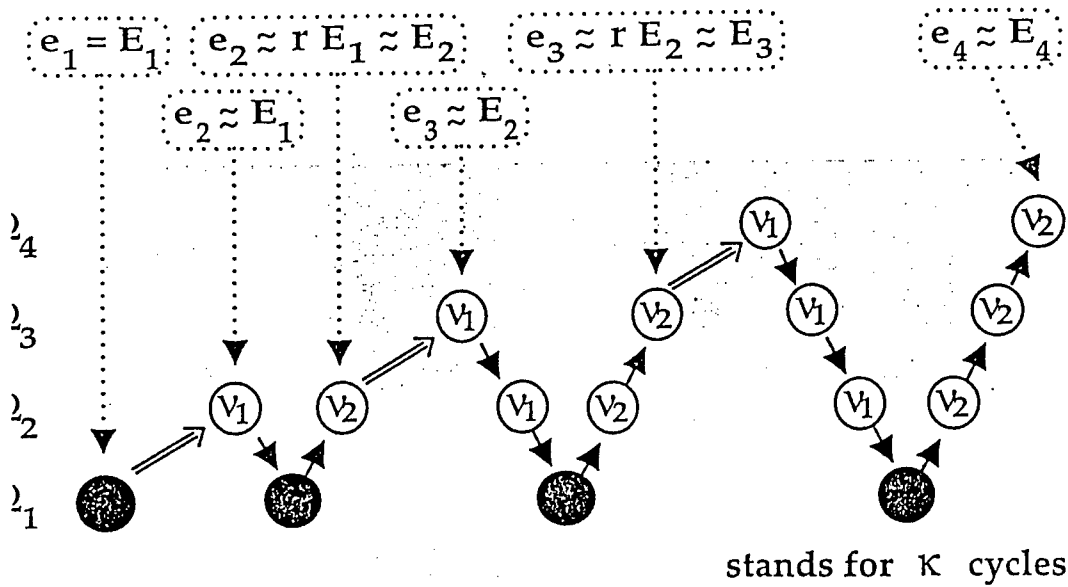 e₁ = E₁ e₂ ≈ r E₁ ≈ E₂ e₃ ≈ r E₂ ≈ E₃ e₄ ≈ E₄
e₂ ≈ E₁ e₃ ≈ E₂
4 ν₁ ν₂
3 ν₁ ν₂ ν₁ ν₂
2 ν₁ ν₂ ν₁ ν₂ ν₁ ν₂
1
stands for κ cycles